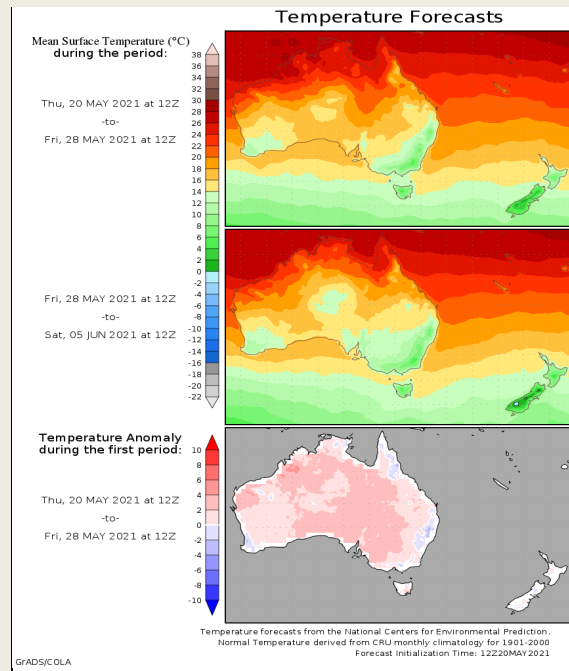 Temperature Forecasts
Mean Surface Temperature (°C)
during the period:
Thu, 20 MAY 2021 at 12Z
-to-
Fri, 28 MAY 2021 at 12Z
38
36
34
32
30
28
26
24
22
20
18
16
14
12
10
8
6
4
2
0
-2
-4
-6
-8
-10
-12
-14
-16
-18
-20
-22
Fri, 28 MAY 2021 at 12Z
-to-
Sat, 05 JUN 2021 at 12Z
Temperature Anomaly
during the first period:
Thu, 20 MAY 2021 at 12Z
-to-
Fri, 28 MAY 2021 at 12Z
10
8
6
4
2
0
-2
-4
-6
-8
-10
Temperature forecasts from the National Centers for Environmental Prediction.
Normal Temperature derived from CRU monthly climatology for 1901-2000
Forecast Initialization Time: 12Z20MAY2021
GrADS/COLA